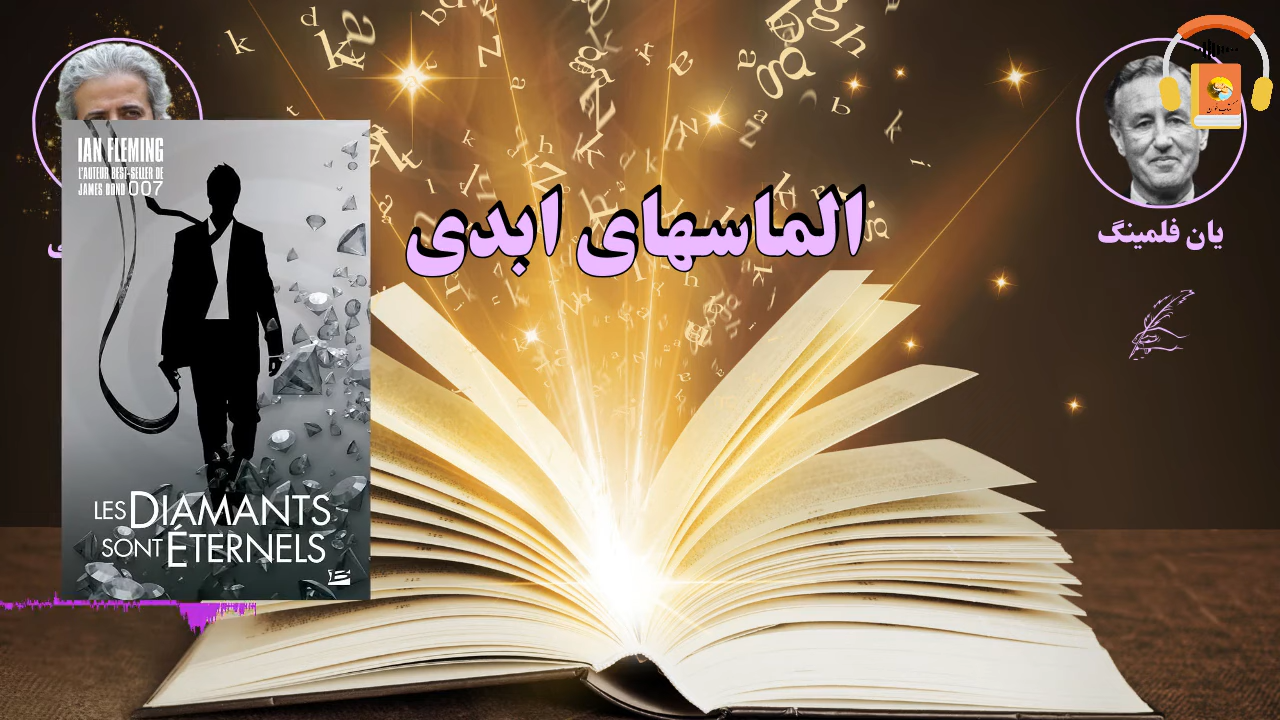 IAN FLEMING
L'AUTEUR BEST-SELLER DE
JAMES BOND 007
الماسهای ابدی
یان فلمینگ
LES DIAMANTS
SONT ÉTERNELS